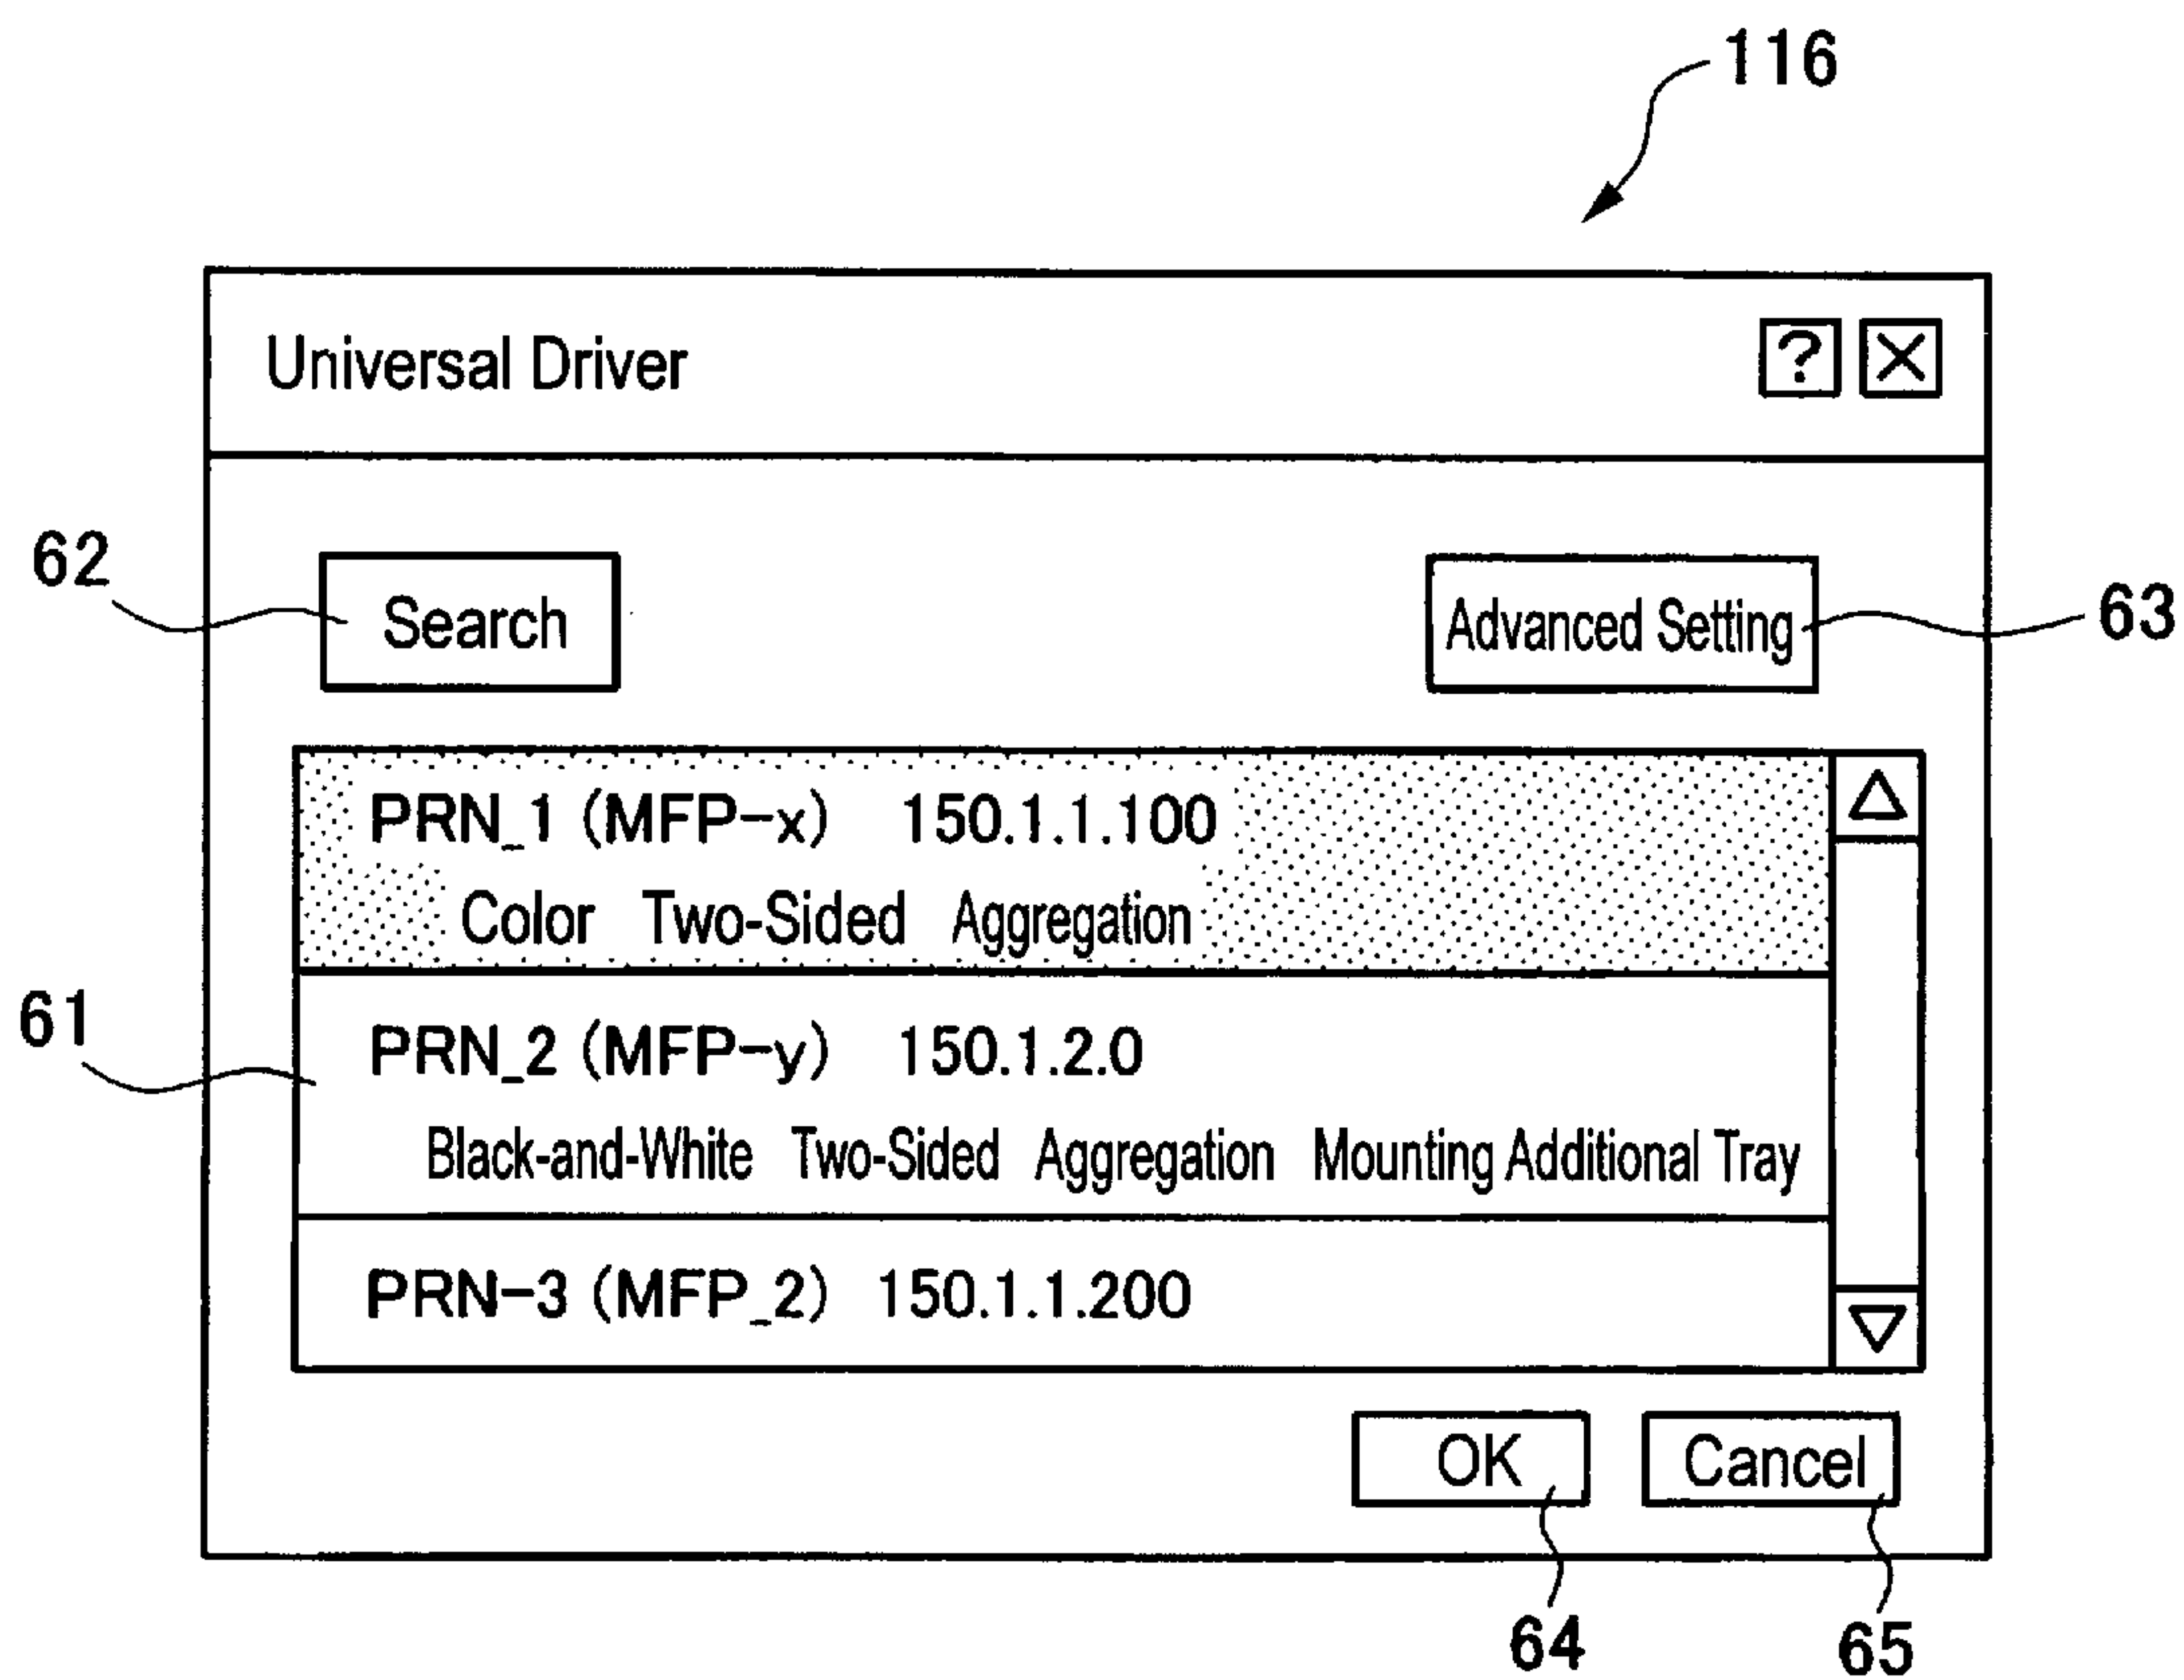 116
Universal Driver ? X
62
Search
Advanced Setting
63
PRN_1 (MFP-x) 150.1.1.100
Color Two-Sided Aggregation
61
PRN_2 (MFP-y) 150.1.2.0
Black-and-White Two-Sided Aggregation Mounting Additional Tray
PRN-3 (MFP_2) 150.1.1.200
OK Cancel
64 65